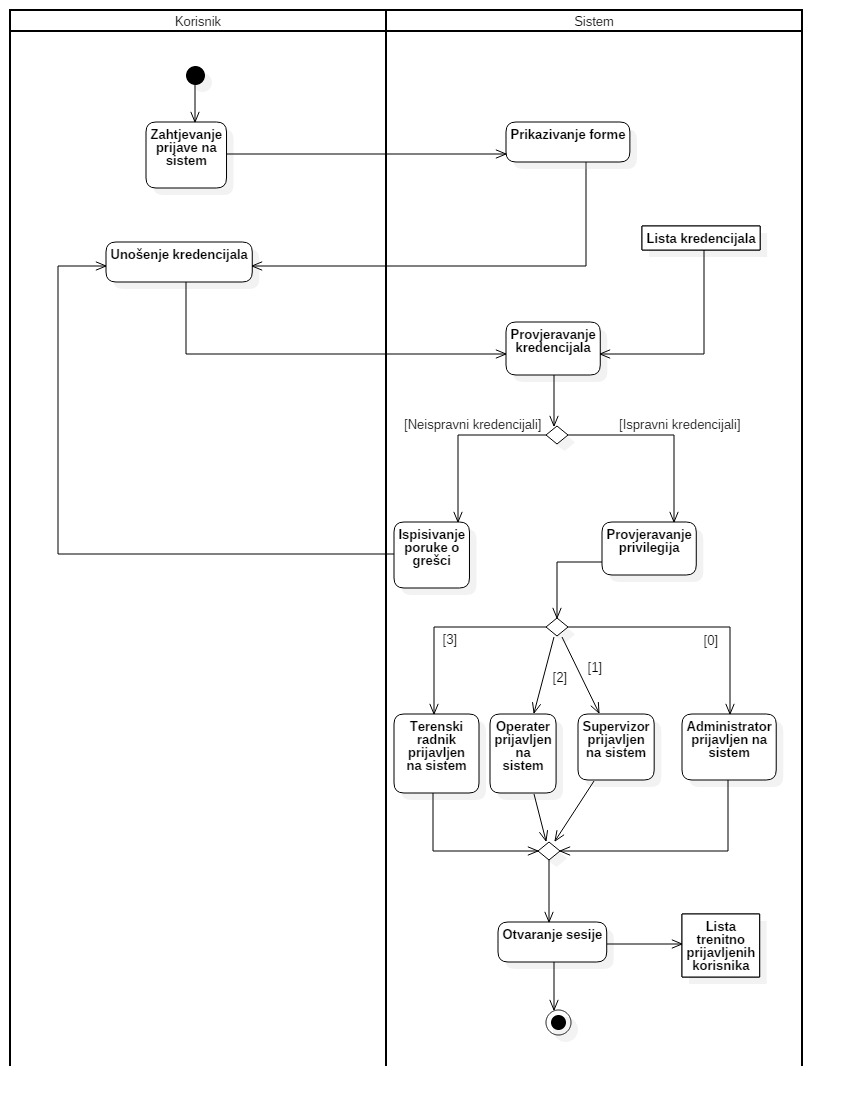 Korisnik
Sistem
Zahtjevanje
prijave na
sistem
Prikazivanje forme
Lista kredencijala
Unošenje kredencijala
Provjeravanje
kredencijala
[Neispravni kredencijali]
[Ispravni kredencijali]
Ispisivanje
poruke o
grešci
Provjeravanje
privilegija
[3]
[2]
[1]
[0]
Terenski
radnik
prijavljen
na sistem
Operater
prijavljen
na
sistem
Supervizor
prijavljen
na sistem
Administrator
prijavljen na
sistem
Otvaranje sesije
Lista
trenitno
prijavljenih
korisnika